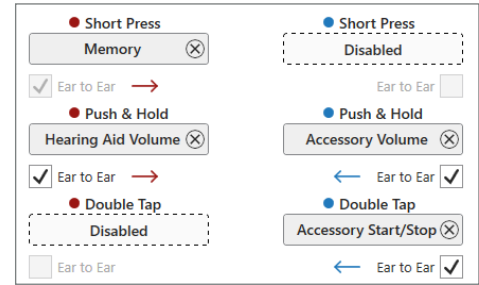 Short Press Short Press
Memory Disabled
Ear to Ear Ear to Ear
Push & Hold Push & Hold
Hearing Aid Volume Accessory Volume
Ear to Ear Ear to Ear
Double Tap Double Tap
Disabled Accessory Start/Stop
Ear to Ear Ear to Ear